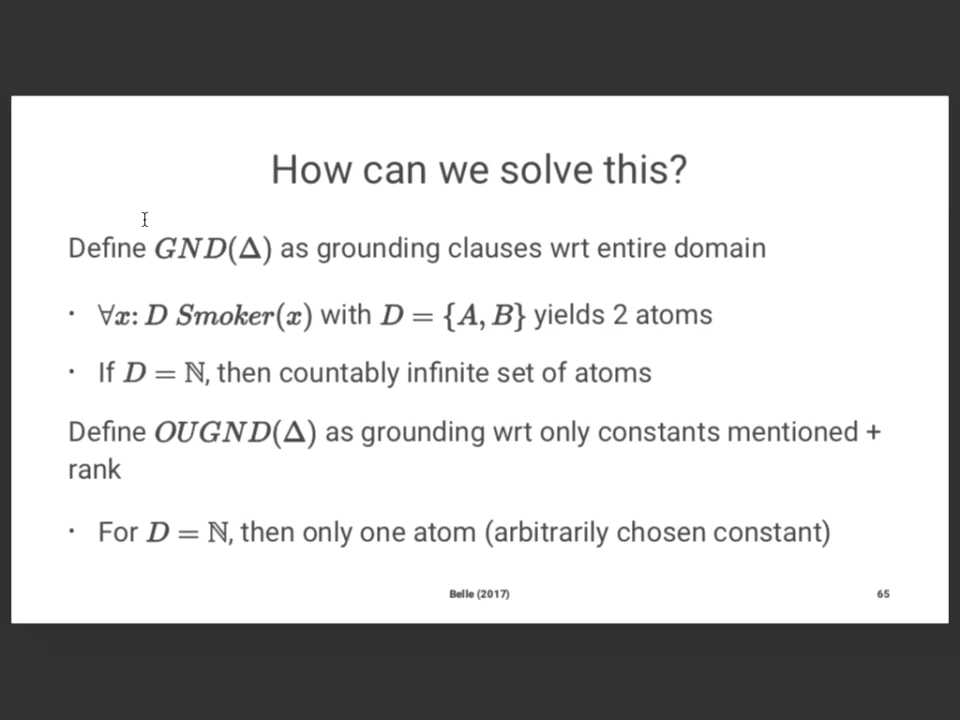 How can we solve this?
Define GND(Δ) as grounding clauses wrt entire domain
· ∀x: D Smoker(x) with D = {A, B} yields 2 atoms
· If D = ℕ, then countably infinite set of atoms
Define OUGND(Δ) as grounding wrt only constants mentioned +
rank
· For D = ℕ, then only one atom (arbitrarily chosen constant)
Belle (2017)
65